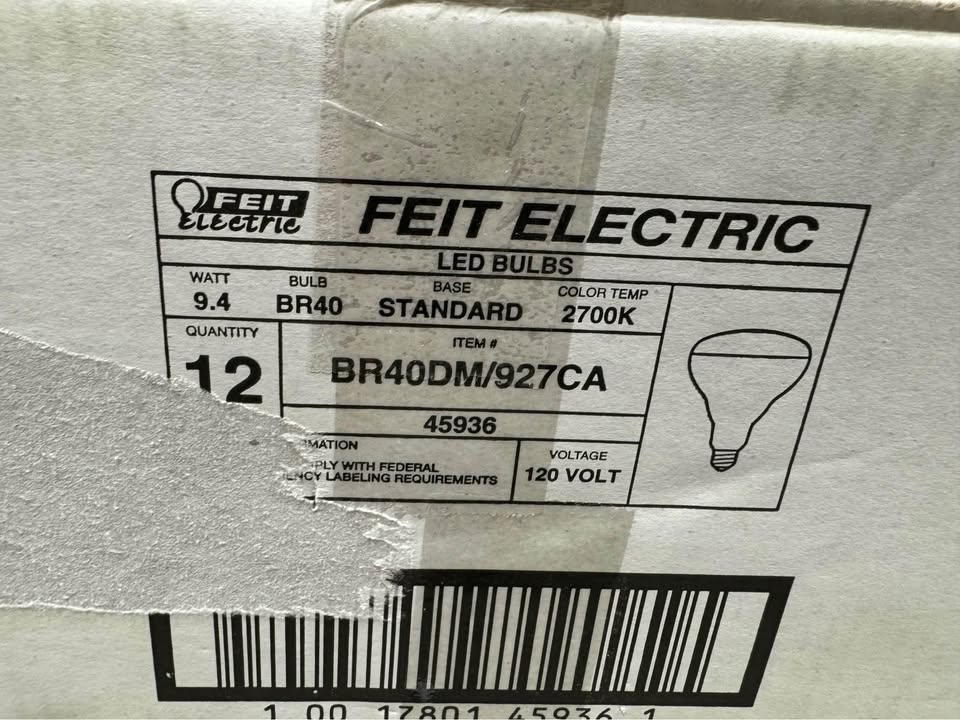 FEIT
Electric
FEIT ELECTRIC
LED BULBS
WATT BULB BASE COLOR TEMP
9.4 BR40 STANDARD 2700K
QUANTITY
12
ITEM #
BR40DM/927CA
45936
MATION
PLY WITH FEDERAL
NCY LABELING REQUIREMENTS
VOLTAGE
120 VOLT
1 00 17801 45936 1